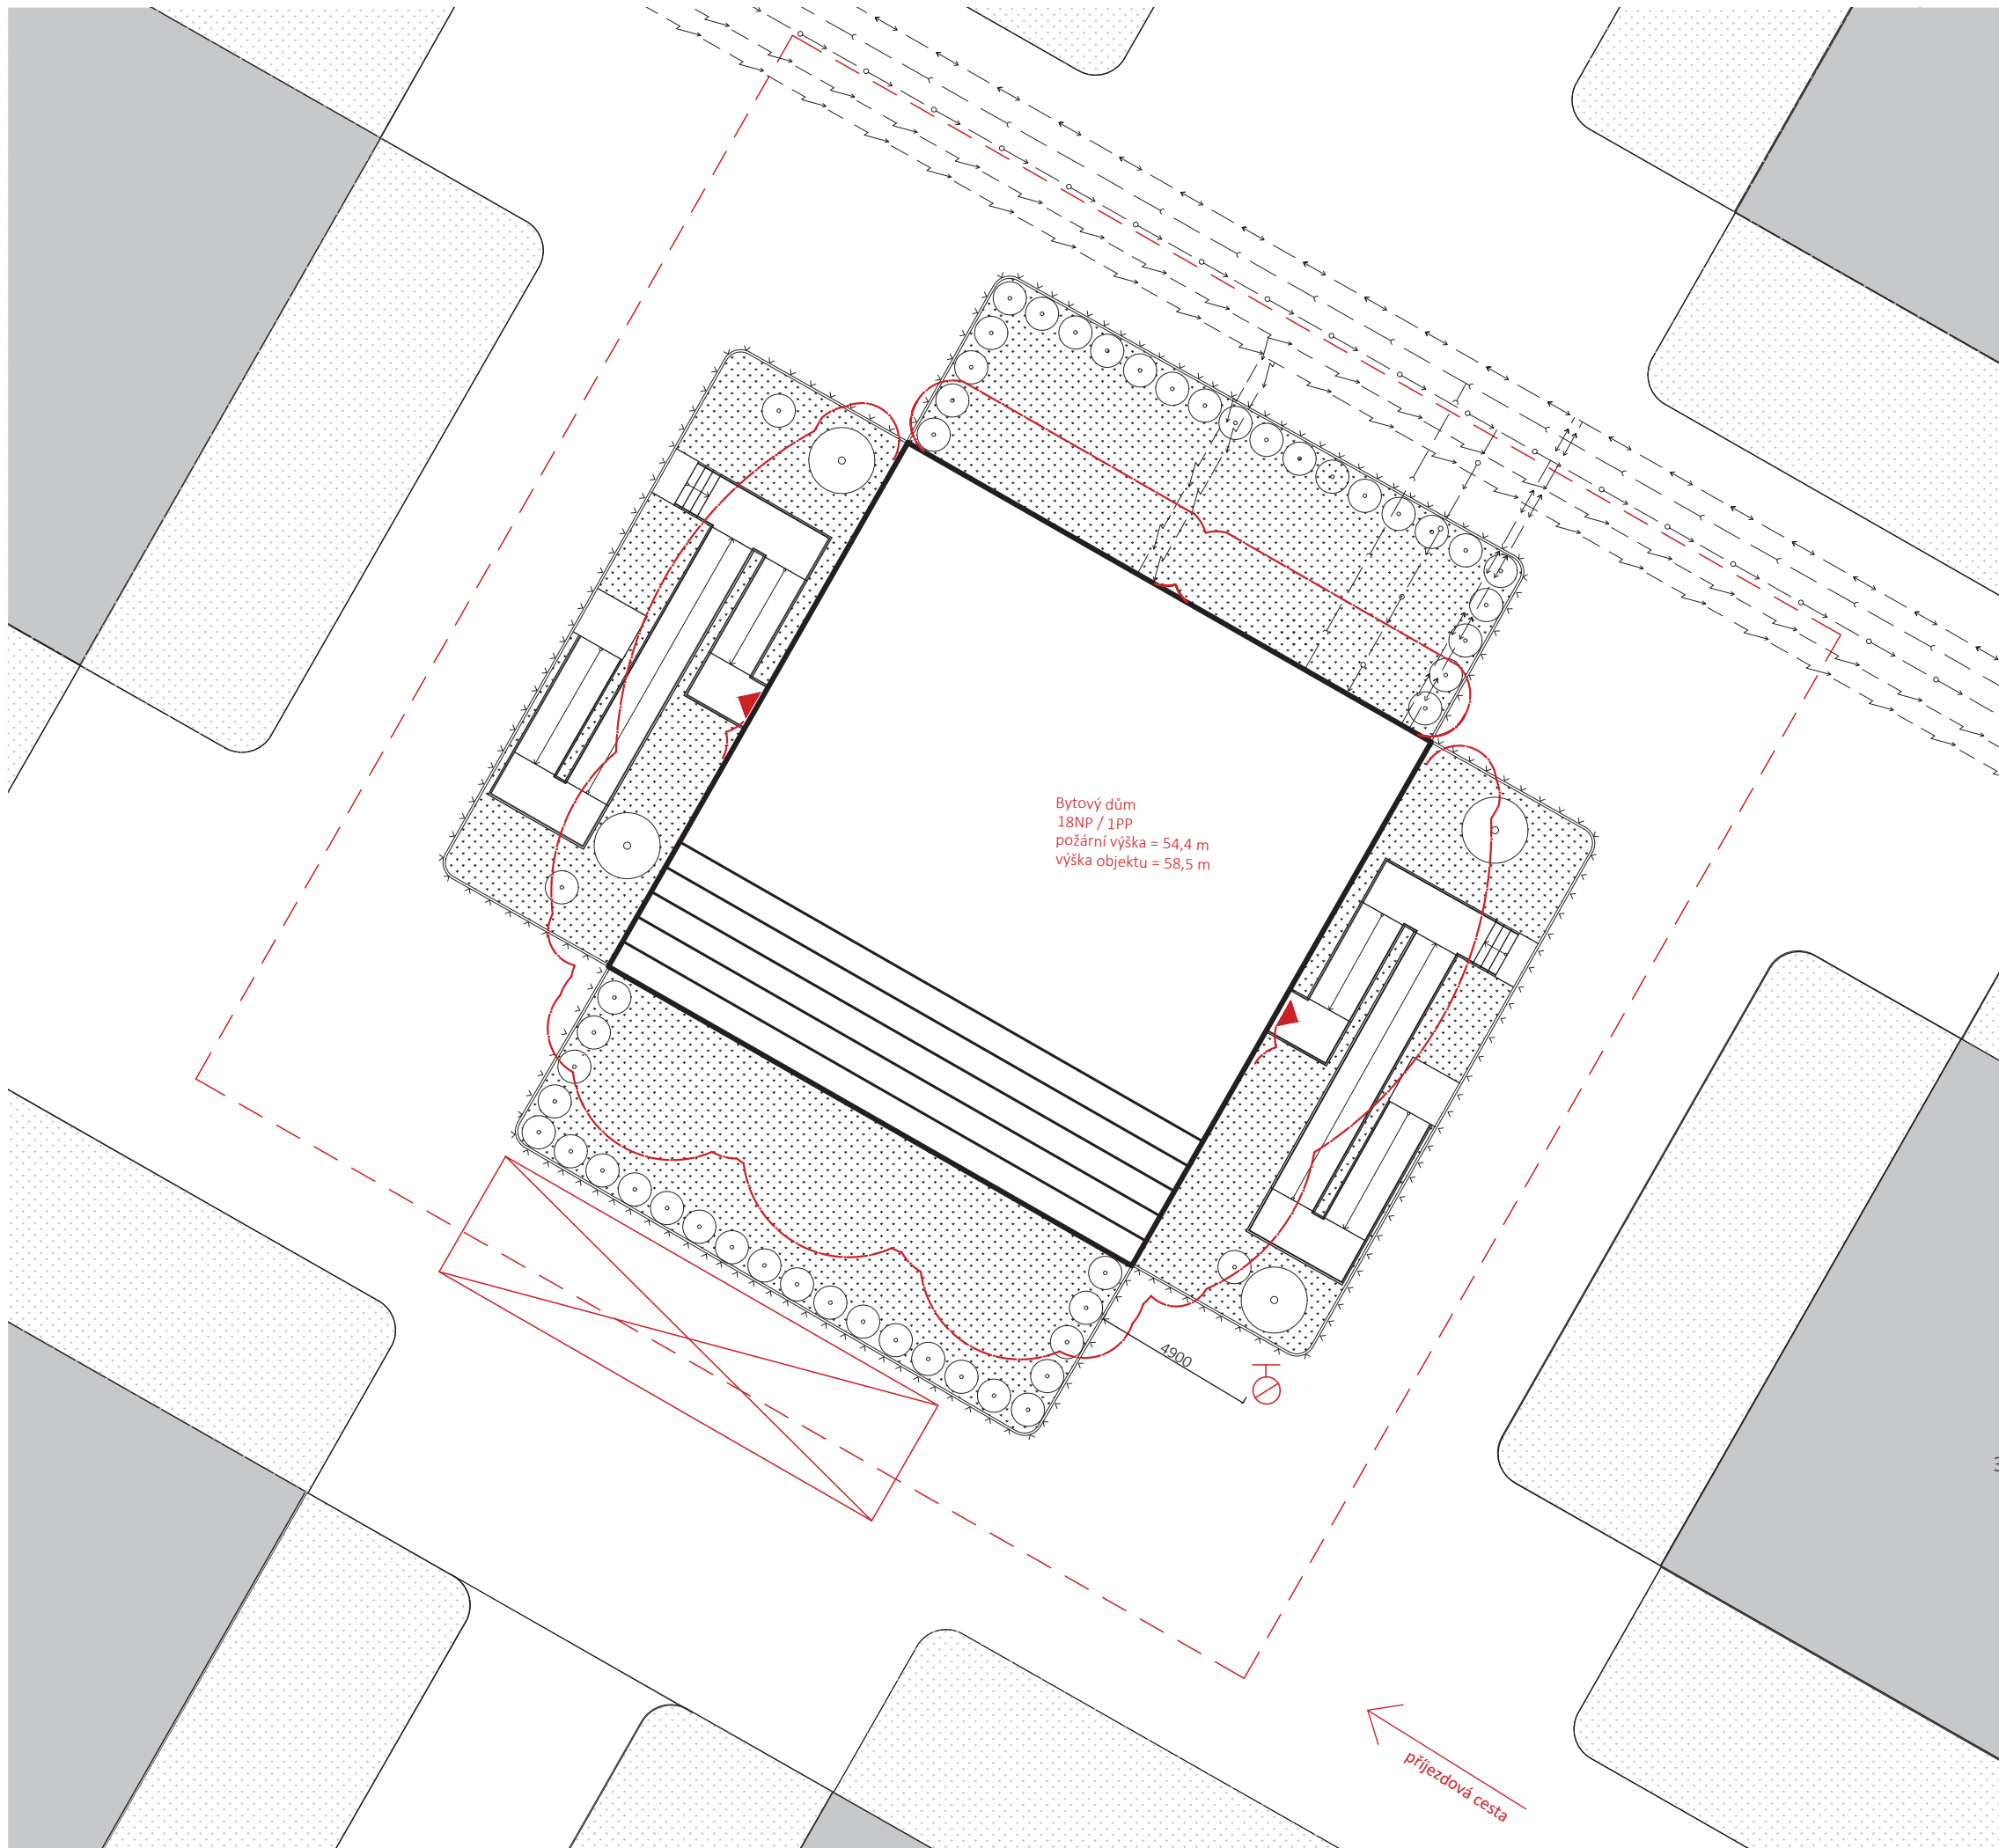 Bytový dům
18NP / 1PP
požární výška = 54,4 m
výška objektu = 58,5 m
4900
příjezdová cesta